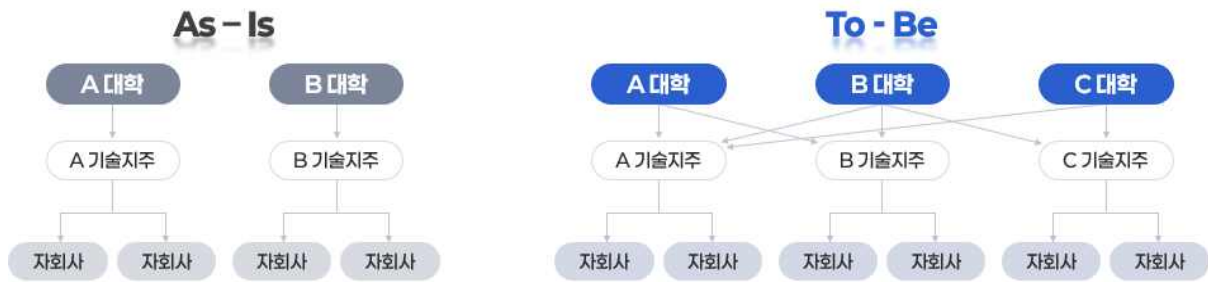 As – Is
A 대학
B 대학
A 기술지주
B 기술지주
자회사
자회사
자회사
자회사
To - Be
A 대학
B 대학
C 대학
A 기술지주
B 기술지주
C 기술지주
자회사
자회사
자회사
자회사
자회사
자회사